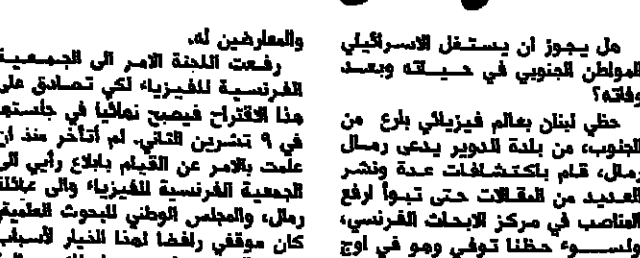 هل يجوز ان يستغل الاسرائيلي
المواطن الجنوبي في حياته وبعد
وفاته؟
حظي لبنان بعالم فيزيائي بارع من
الجنوب، من بلدة الدوير يدعى رمال
رمال، قام باكتشافات عدة ونشر
العديد من المقالات حتى تبوأ ارفع
المناصب في مركز الابحاث الفرنسي،
ولسوء حظنا توفي وهو في اوج
والمعارضين له.
رفعت اللجنة الامر الى الجمعية
الفرنسية للفيزياء لكي تصادق على
هذا الاقتراح فيصبح نهائيا في جلستها
في ٩ تشرين الثاني. لم أتأخر منذ ان
علمت بالامر عن القيام بابلاغ رأيي الى
الجمعية الفرنسية للفيزياء والى عائلة
رمال، والمجلس الوطني للبحوث العلمية
كان موقفي رافضا لهذا الخيار لأسباب